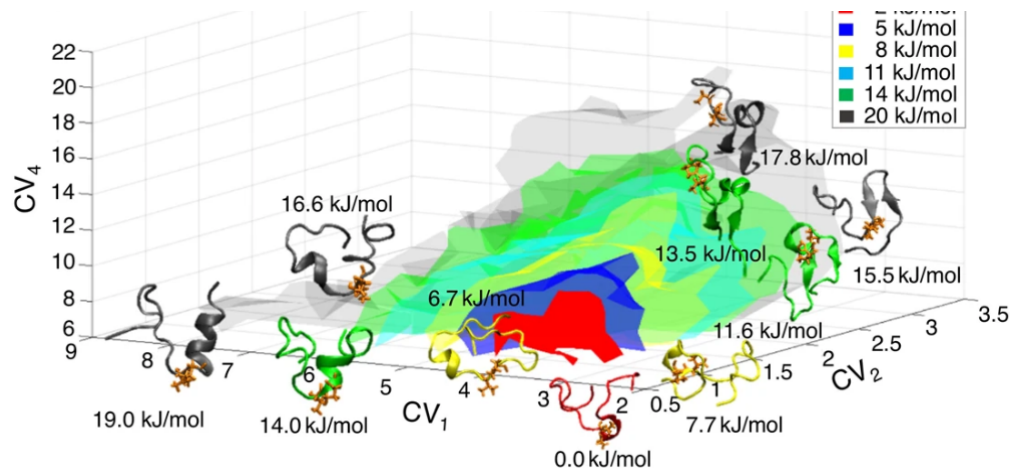 5 kJ/mol
8 kJ/mol
11 kJ/mol
14 kJ/mol
20 kJ/mol
22
20
18
16
14
12
10
8
6
CV4
9
8
7
6
5
4
3
2
CV1
0.5
1
1.5
2
2.5
3
3.5
CV2
17.8 kJ/mol
16.6 kJ/mol
13.5 kJ/mol
15.5 kJ/mol
6.7 kJ/mol
11.6 kJ/mol
19.0 kJ/mol
14.0 kJ/mol
7.7 kJ/mol
0.0 kJ/mol